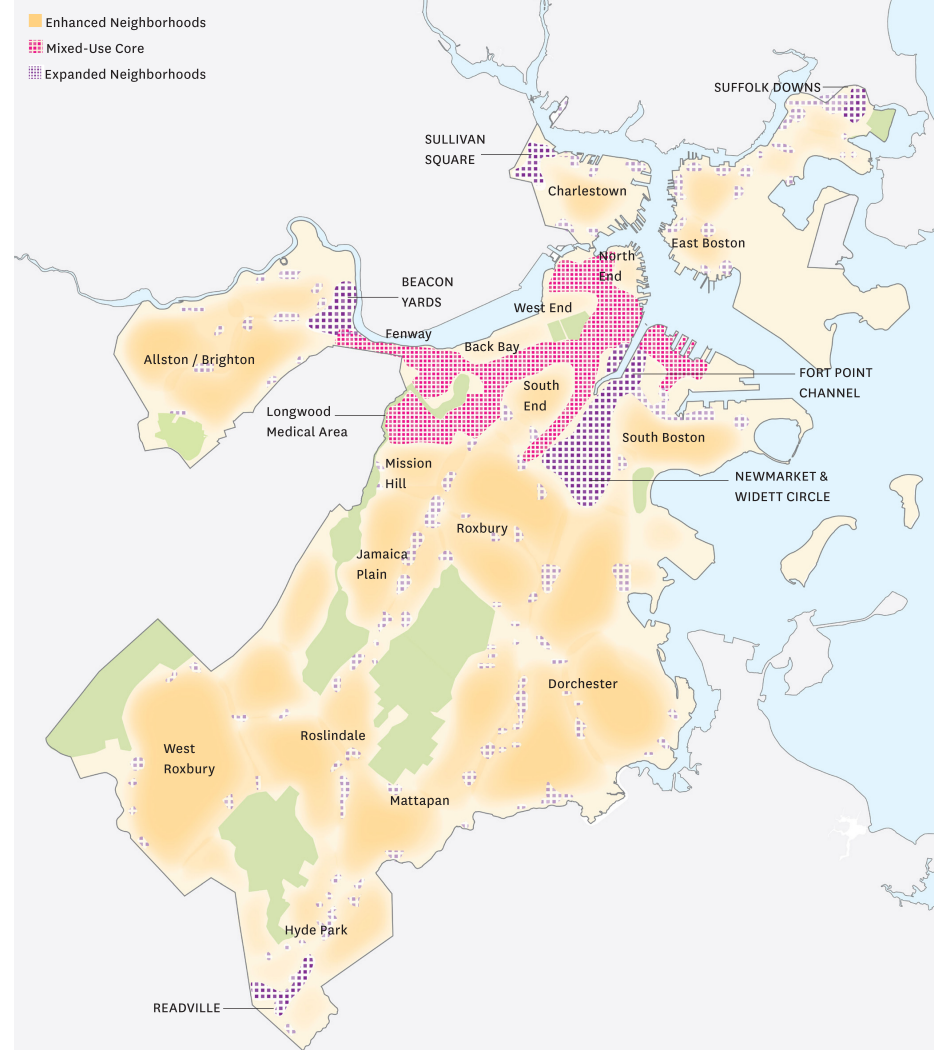 Enhanced Neighborhoods
Mixed-Use Core
Expanded Neighborhoods
SUFFOLK DOWNS
SULLIVAN
SQUARE
Charlestown
East Boston
North
End
BEACON
YARDS
West End
Fenway
Back Bay
Allston / Brighton
FORT POINT
CHANNEL
South
End
Longwood
Medical Area
South Boston
Mission
Hill
NEWMARKET &
WIDETT CIRCLE
Roxbury
Jamaica
Plain
Dorchester
Roslindale
West
Roxbury
Mattapan
Hyde Park
READVILLE